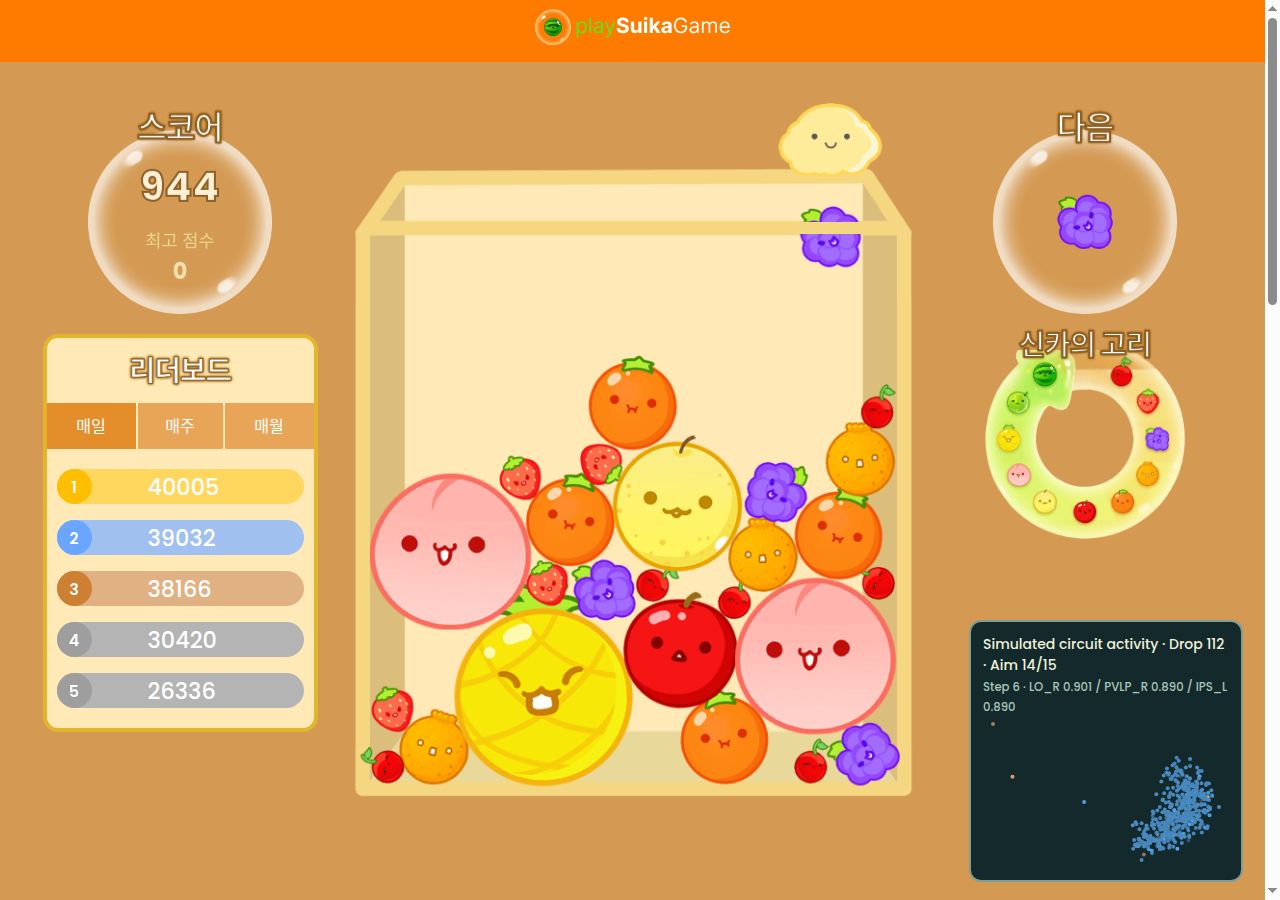 playSuikaGame
스코어
944
최고 점수
0
다음
리더보드
매일 매주 매월
1 40005
2 39032
3 38166
4 30420
5 26336
신카의 고리
Simulated circuit activity · Drop 112
· Aim 14/15
Step 6 · LO_R 0.901 / PVLP_R 0.890 / IPS_L
0.890